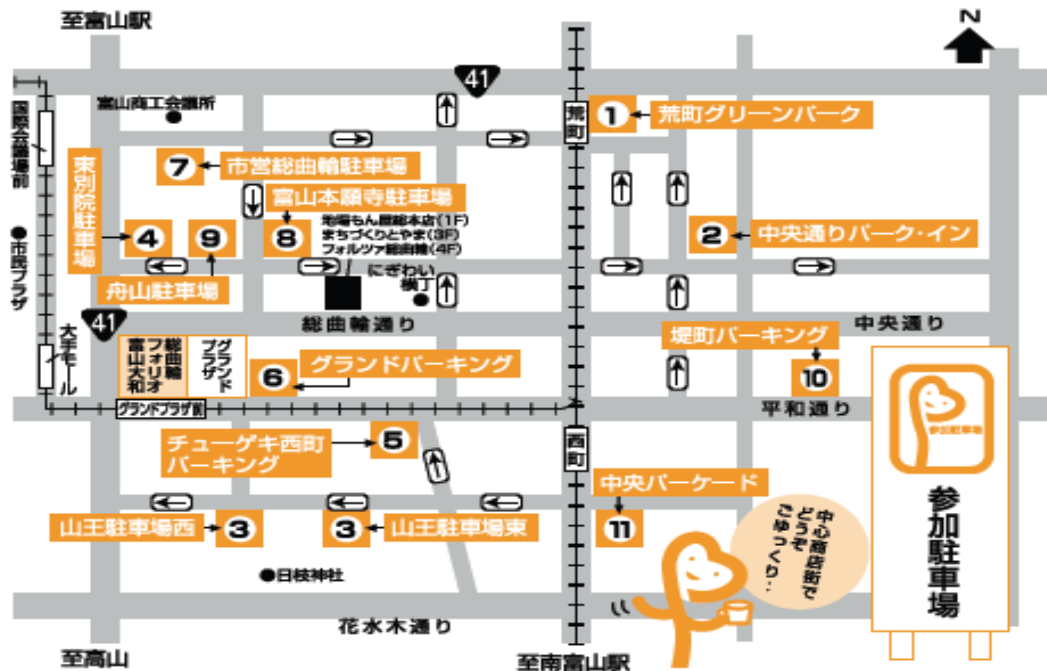 至富山駅
N
41
国際会議場前
富山商工会議所
荒町
1
荒町グリーンパーク
東別院駐車場
7
市営総曲輪駐車場
富山本願寺駐車場
4
9
8
地場もん屋総本店(1F)
まちづくりとやま(3F)
フォルツァ総曲輪(4F)
2
中央通りパーク・イン
市民プラザ
舟山駐車場
にぎわい
横丁
41
総曲輪通り
中央通り
大手モール
総曲輪
フォリオ
富山大和
グランド
プラザ
6
グランドパーキング
堤町パーキング
10
グランドプラザ前
平和通り
チューゲキ西町
パーキング
5
西町
中央パーケード
山王駐車場西
3
3
山王駐車場東
11
中心商店街で
どうぞ
ごゆっくり‥
日枝神社
花水木通り
至高山
至南富山駅
参加駐車場
参加駐車場